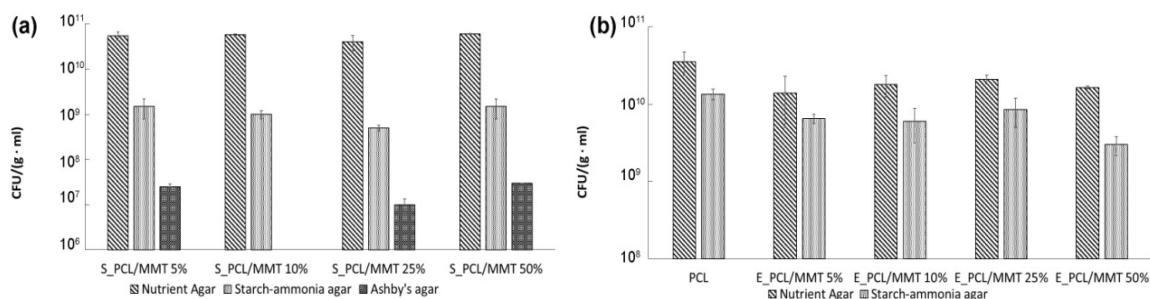 (a)
CFU/(g · ml)
10¹¹
10¹⁰
10⁹
10⁸
10⁷
10⁶
S_PCL/MMT 5% S_PCL/MMT 10% S_PCL/MMT 25% S_PCL/MMT 50%
Nutrient Agar Starch-ammonia agar Ashby's agar
(b)
CFU/(g · ml)
10¹¹
10¹⁰
10⁹
10⁸
PCL E_PCL/MMT 5% E_PCL/MMT 10% E_PCL/MMT 25% E_PCL/MMT 50%
Nutrient Agar Starch-ammonia agar